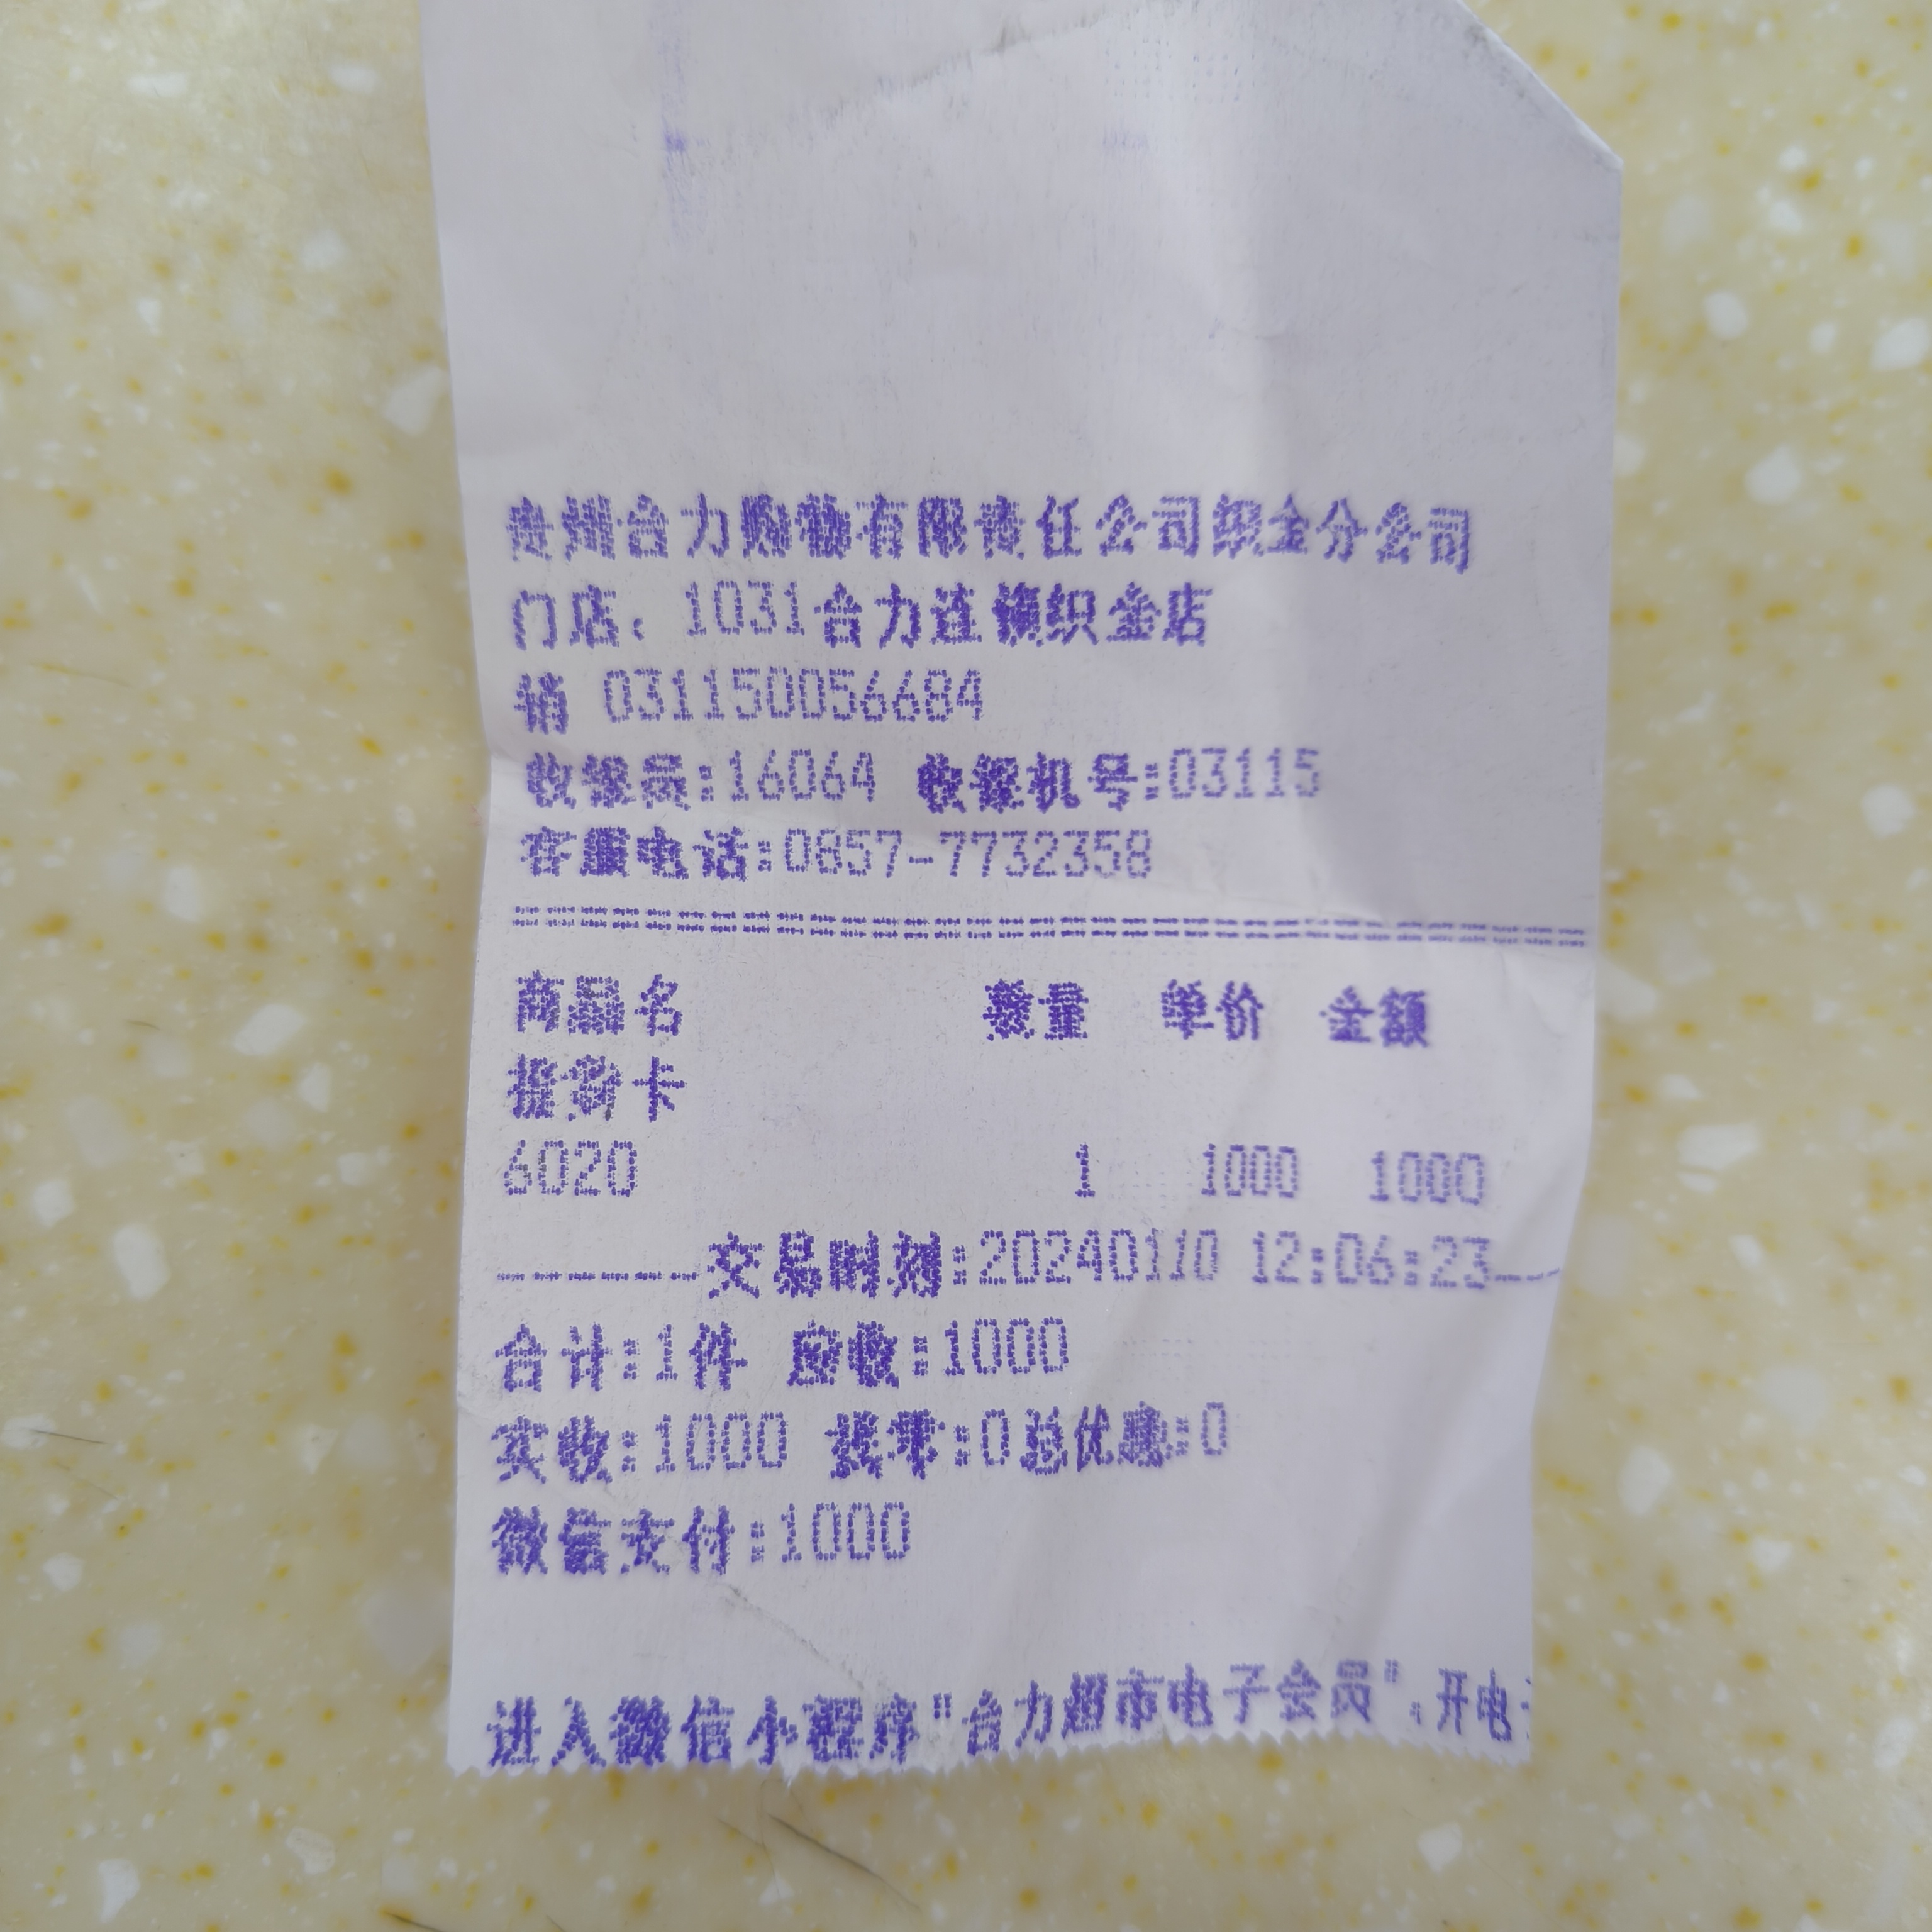 贵州合力购物有限责任公司织金分公司
门店: 1031合力连锁织金店
销 031150056684
收银员:16064 收银机号:03115
客服电话:0857-7732358
商品名 数量 单价 金额
提货卡
6020 1 1000 1000
--------交易时刻:20240110 12:06:23---
合计:1件 应收:1000
实收:1000 找零:0总优惠:0
微信支付:1000
进入微信小程序"合力超市电子会员",开电